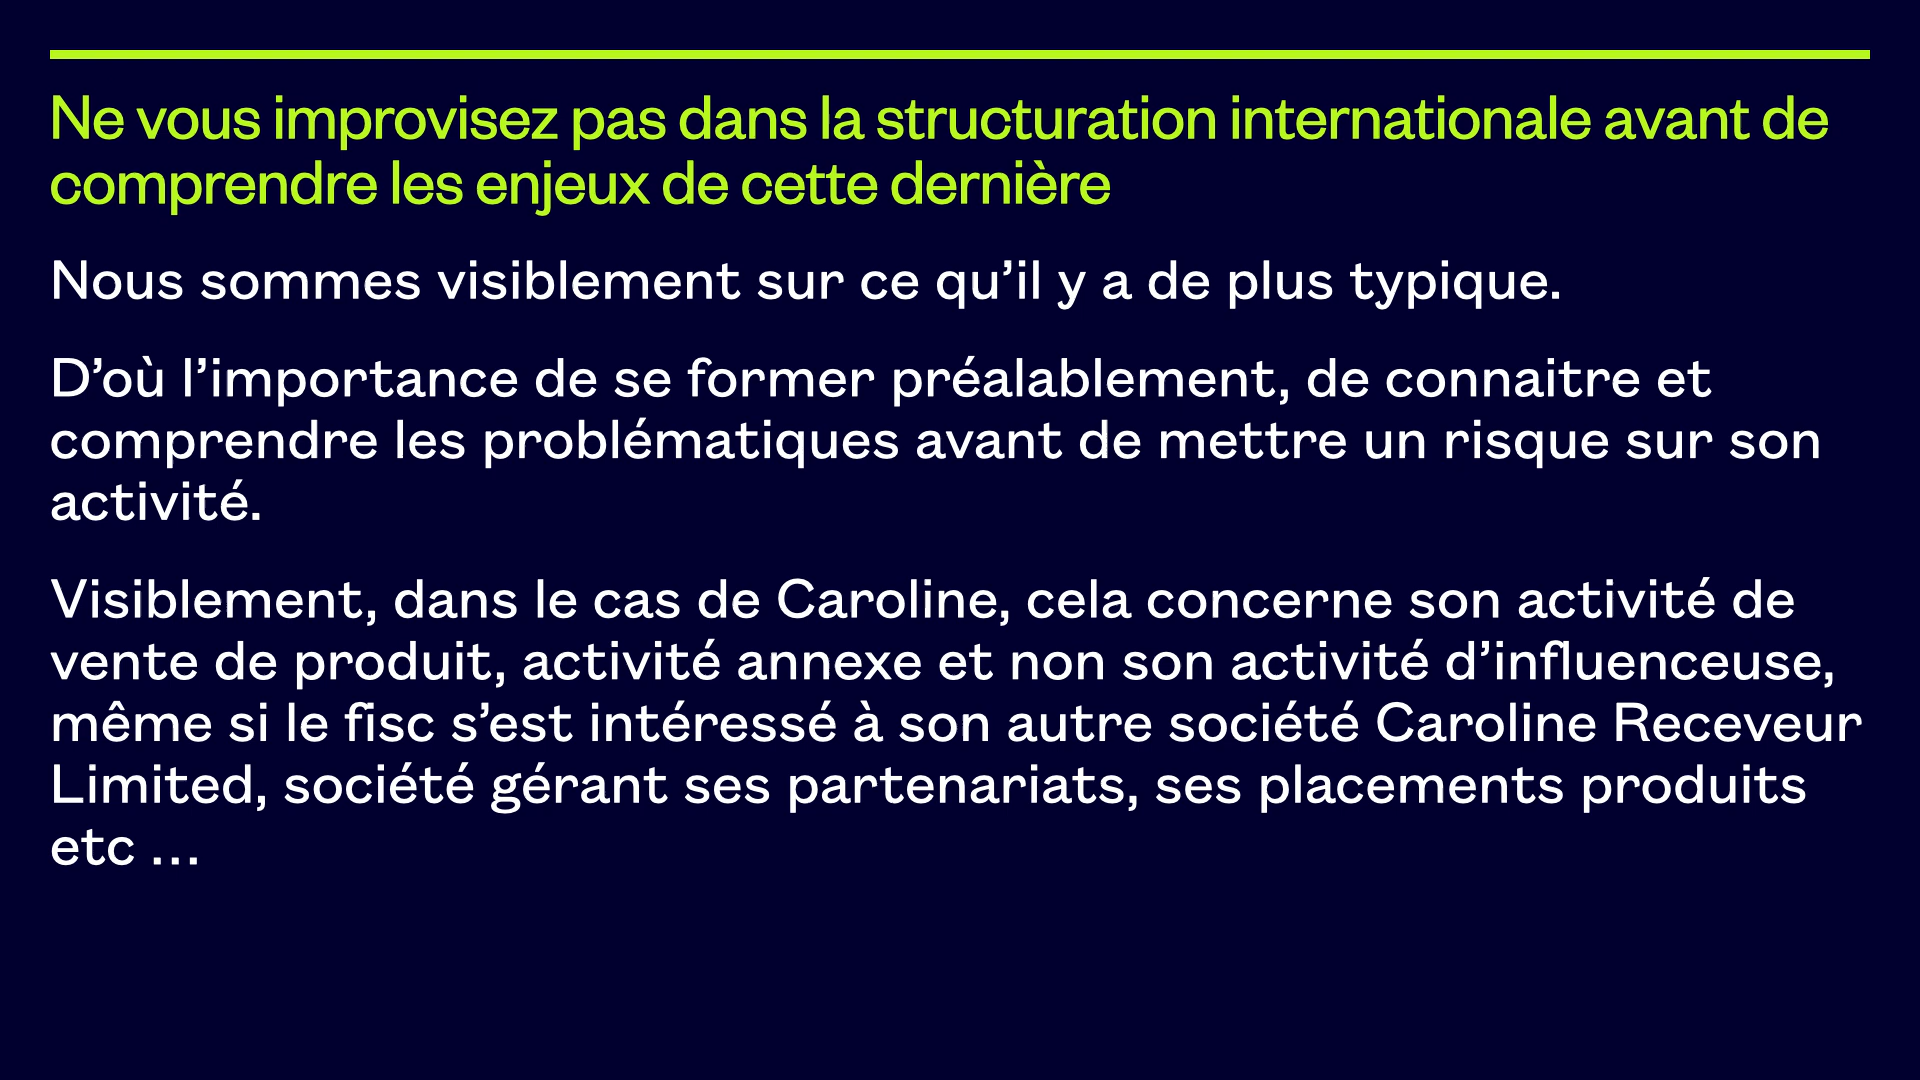 Ne vous improvisez pas dans la structuration internationale avant de
comprendre les enjeux de cette dernière
Nous sommes visiblement sur ce qu’il y a de plus typique.
D’où l’importance de se former préalablement, de connaitre et
comprendre les problématiques avant de mettre un risque sur son
activité.
Visiblement, dans le cas de Caroline, cela concerne son activité de
vente de produit, activité annexe et non son activité d’influenceuse,
même si le fisc s’est intéressé à son autre société Caroline Receveur
Limited, société gérant ses partenariats, ses placements produits
etc …